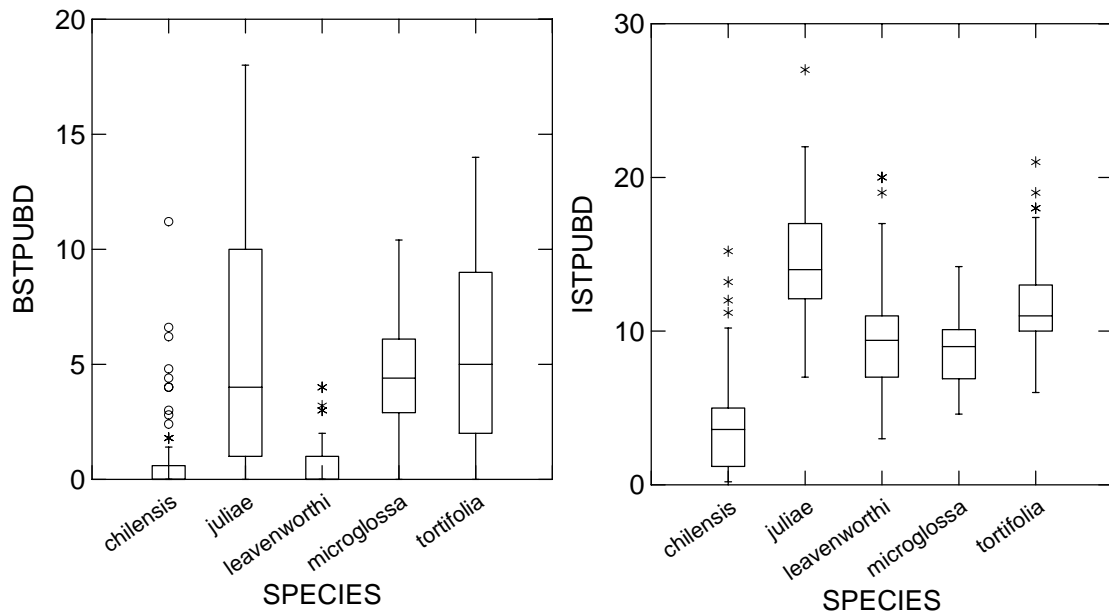 20
15
10
5
0
BSTPUBD
chilensis
juliae
leavenworthi
microglossa
tortifolia
SPECIES
30
20
10
0
ISTPUBD
chilensis
juliae
leavenworthi
microglossa
tortifolia
SPECIES